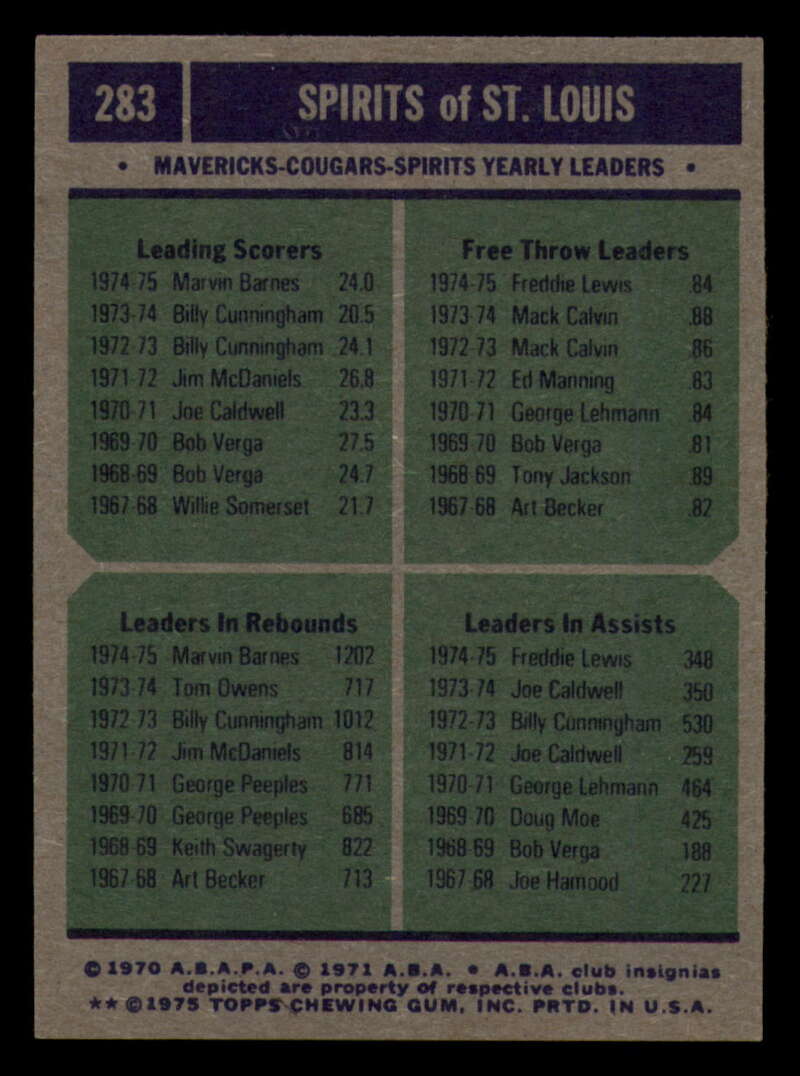 283 SPIRITS of ST. LOUIS
• MAVERICKS-COUGARS-SPIRITS YEARLY LEADERS •
Leading Scorers
1974-75 Marvin Barnes 24.0
1973-74 Billy Cunningham 20.5
1972-73 Billy Cunningham 24.1
1971-72 Jim McDaniels 26.8
1970-71 Joe Caldwell 23.3
1969-70 Bob Verga 27.5
1968-69 Bob Verga 24.7
1967-68 Willie Somerset 21.7
Free Throw Leaders
1974-75 Freddie Lewis .84
1973-74 Mack Calvin .88
1972-73 Mack Calvin .86
1971-72 Ed Manning .83
1970-71 George Lehmann .84
1969-70 Bob Verga .81
1968-69 Tony Jackson .89
1967-68 Art Becker .82
Leaders In Rebounds
1974-75 Marvin Barnes 1202
1973-74 Tom Owens 717
1972-73 Billy Cunningham 1012
1971-72 Jim McDaniels 814
1970-71 George Peeples 771
1969-70 George Peeples 685
1968-69 Keith Swagerty 822
1967-68 Art Becker 713
Leaders In Assists
1974-75 Freddie Lewis 348
1973-74 Joe Caldwell 350
1972-73 Billy Cunningham 530
1971-72 Joe Caldwell 259
1970-71 George Lehmann 464
1969-70 Doug Moe 425
1968-69 Bob Verga 188
1967-68 Joe Hamood 227
© 1970 A.B.A.P.A. © 1971 A.B.A. • A.B.A. club insignias
depicted are property of respective clubs.
**©1975 TOPPS CHEWING GUM, INC. PRTD. IN U.S.A.